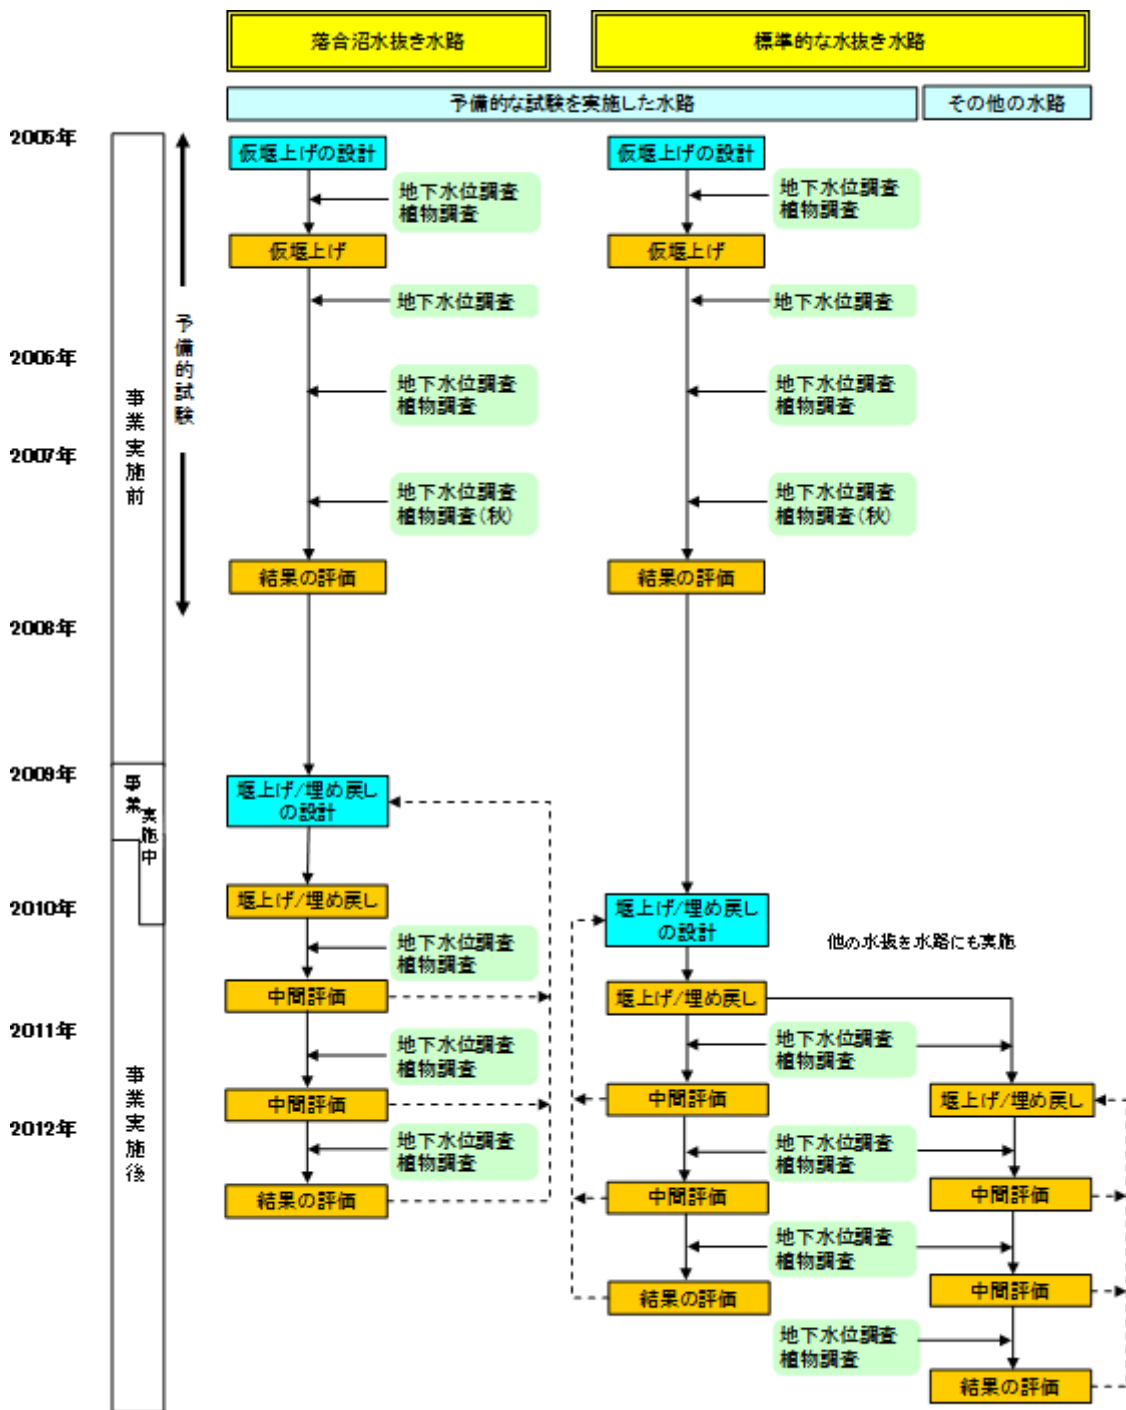 落合沼水抜き水路
標準的な水抜き水路
予備的な試験を実施した水路
その他の水路
2005年
仮堰上げの設計
仮堰上げの設計
地下水位調査
植物調査
地下水位調査
植物調査
仮堰上げ
仮堰上げ
地下水位調査
地下水位調査
予備的試験
2006年
地下水位調査
植物調査
地下水位調査
植物調査
事業実施前
2007年
地下水位調査
植物調査(秋)
地下水位調査
植物調査(秋)
結果の評価
結果の評価
2008年
2009年
事業
実施中
堰上げ/埋め戻し
の設計
堰上げ/埋め戻し
2010年
堰上げ/埋め戻し
の設計
他の水抜を水路にも実施
地下水位調査
植物調査
中間評価
堰上げ/埋め戻し
2011年
地下水位調査
植物調査
地下水位調査
植物調査
事業実施後
中間評価
中間評価
堰上げ/埋め戻し
2012年
地下水位調査
植物調査
地下水位調査
植物調査
結果の評価
中間評価
中間評価
地下水位調査
植物調査
結果の評価
中間評価
地下水位調査
植物調査
結果の評価